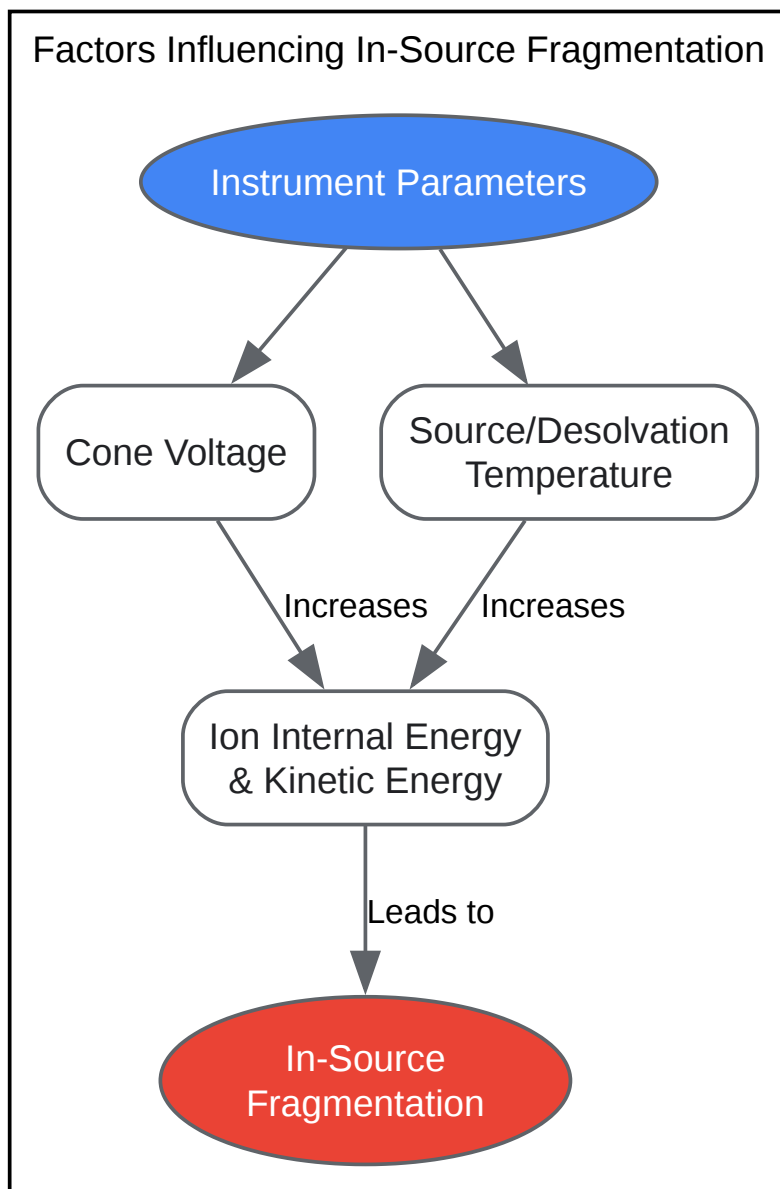 Factors Influencing In-Source Fragmentation
Instrument Parameters
Cone Voltage
Source/Desolvation
Temperature
Increases
Increases
Ion Internal Energy
& Kinetic Energy
Leads to
In-Source
Fragmentation